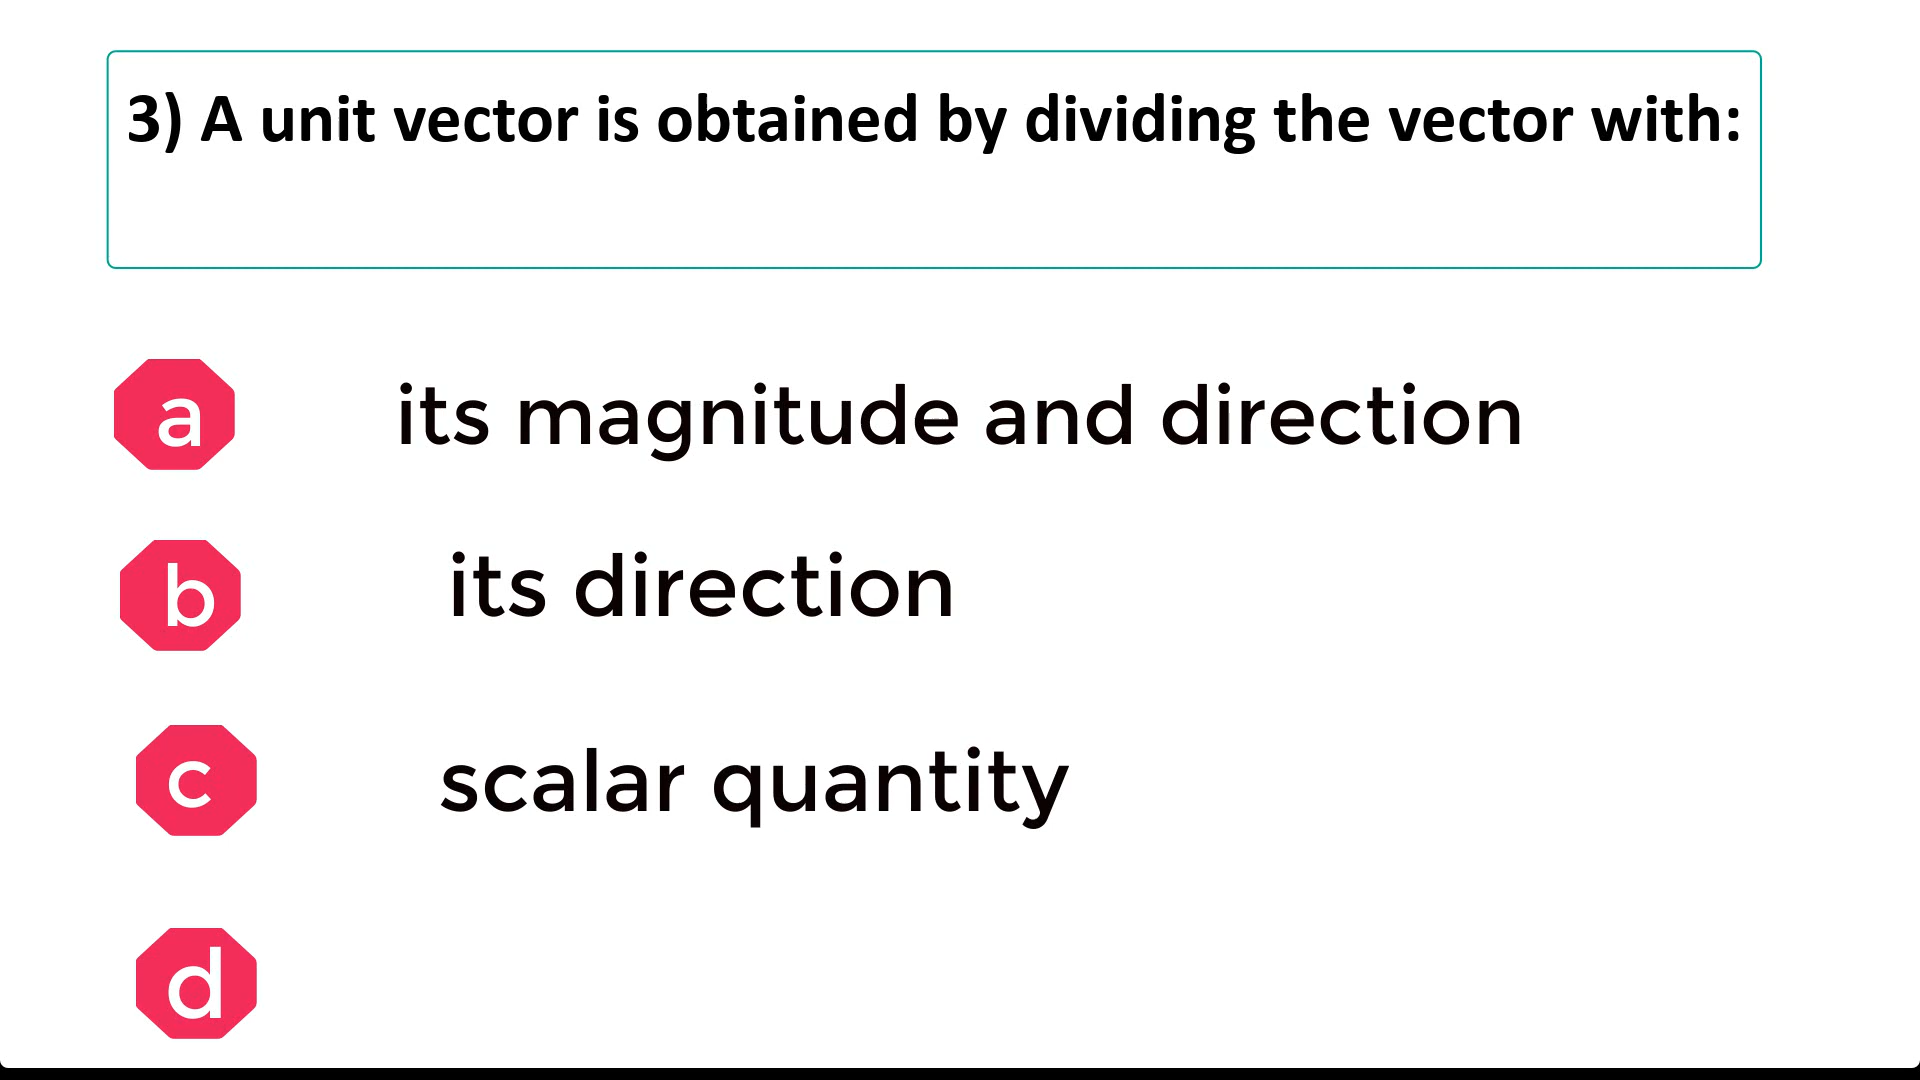 3) A unit vector is obtained by dividing the vector with:
a its magnitude and direction
b its direction
c scalar quantity
d